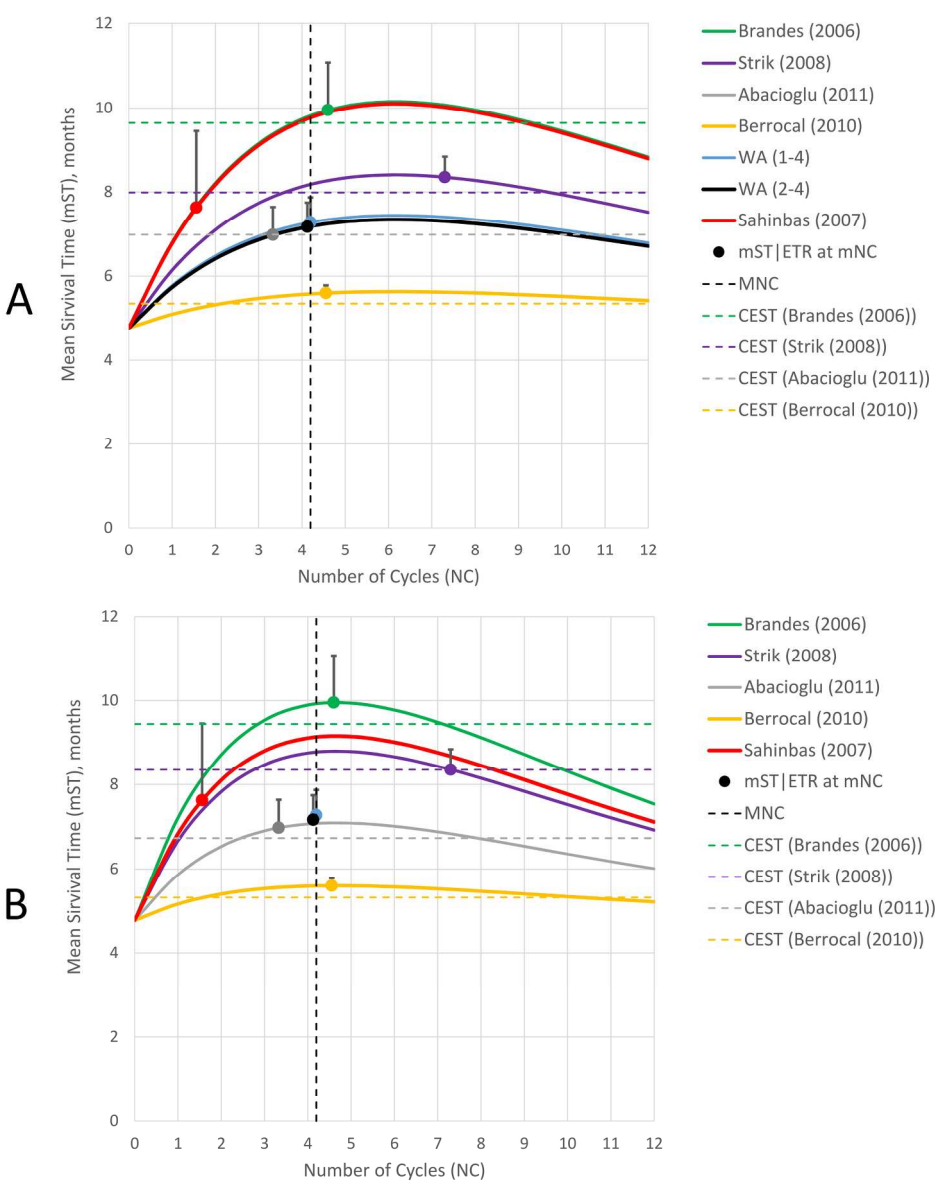 A
Mean Sirvival Time (mST), months
12
10
8
6
4
2
0
0 1 2 3 4 5 6 7 8 9 10 11 12
Number of Cycles (NC)
Brandes (2006)
Strik (2008)
Abacioglu (2011)
Berrocal (2010)
WA (1-4)
WA (2-4)
Sahinbas (2007)
mST|ETR at mNC
MNC
CEST (Brandes (2006))
CEST (Strik (2008))
CEST (Abacioglu (2011))
CEST (Berrocal (2010))
B
Mean Sirvival Time (mST), months
12
10
8
6
4
2
0
0 1 2 3 4 5 6 7 8 9 10 11 12
Number of Cycles (NC)
Brandes (2006)
Strik (2008)
Abacioglu (2011)
Berrocal (2010)
Sahinbas (2007)
mST|ETR at mNC
MNC
CEST (Brandes (2006))
CEST (Strik (2008))
CEST (Abacioglu (2011))
CEST (Berrocal (2010))